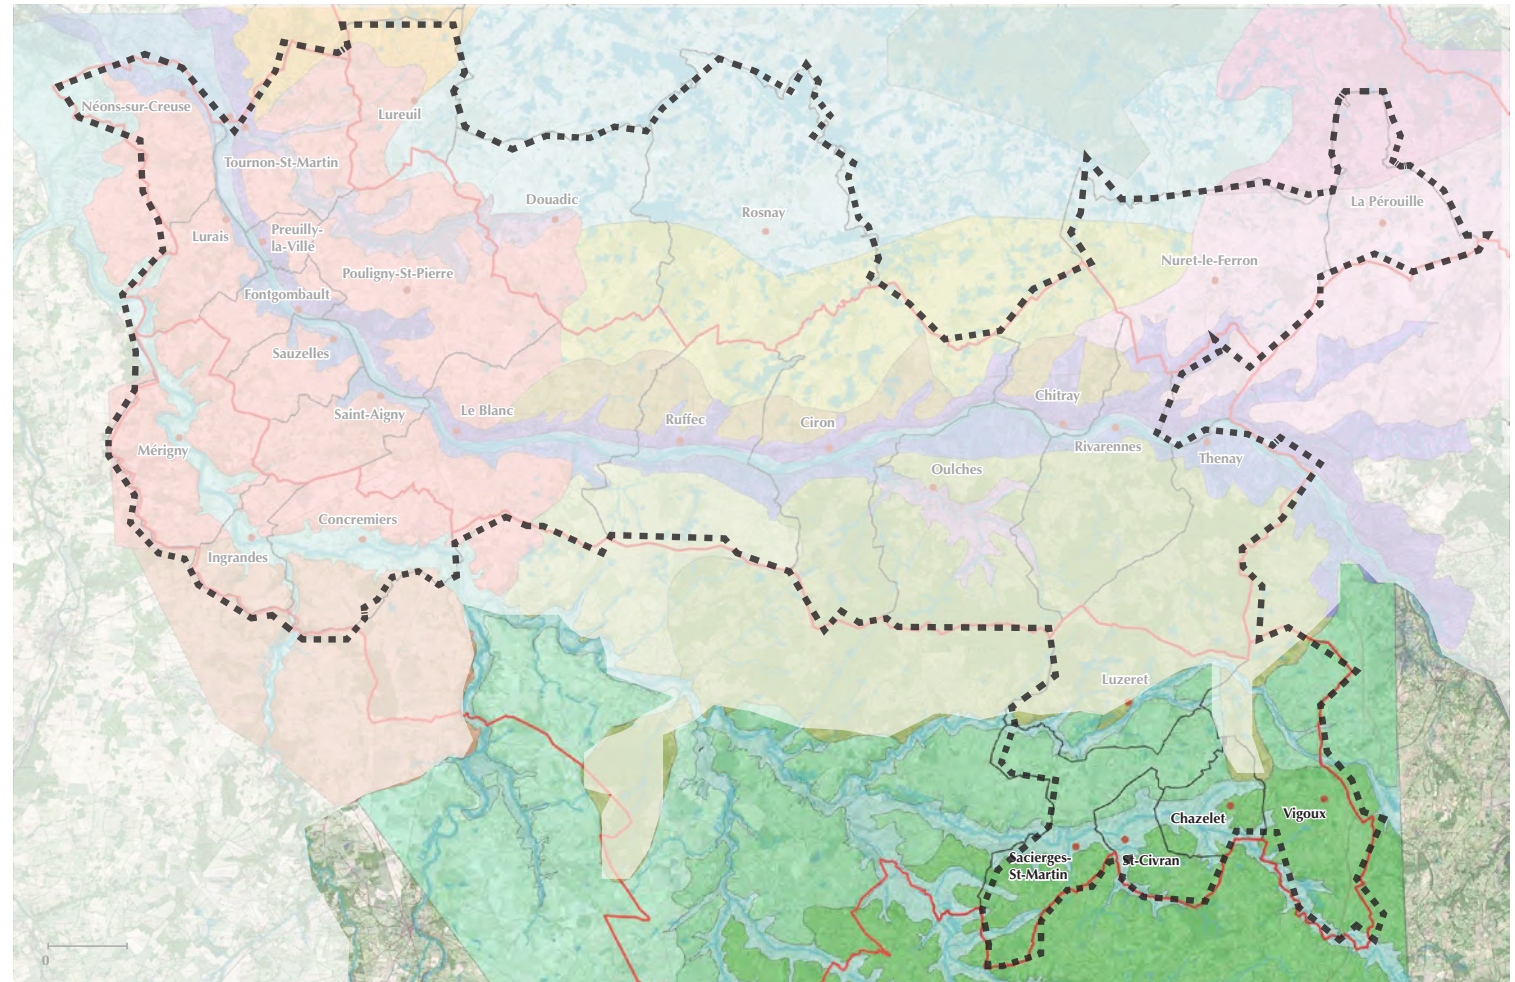 Néons-sur-Creuse
Lureuil
Tournon-St-Martin
Douadic
Rosnay
La Pérouille
Lurais
Preuilly-
la-Ville
Pouligny-St-Pierre
Nuret-le-Ferron
Fontgombault
Sauzelles
Saint-Aigny
Le Blanc
Ruffec
Ciron
Chitray
Mérigny
Rivarennes
Thenay
Oulches
Concremiers
Ingrandes
Luzeret
Chazelet
Vigoux
Sacierges-
St-Martin
St-Civran
0